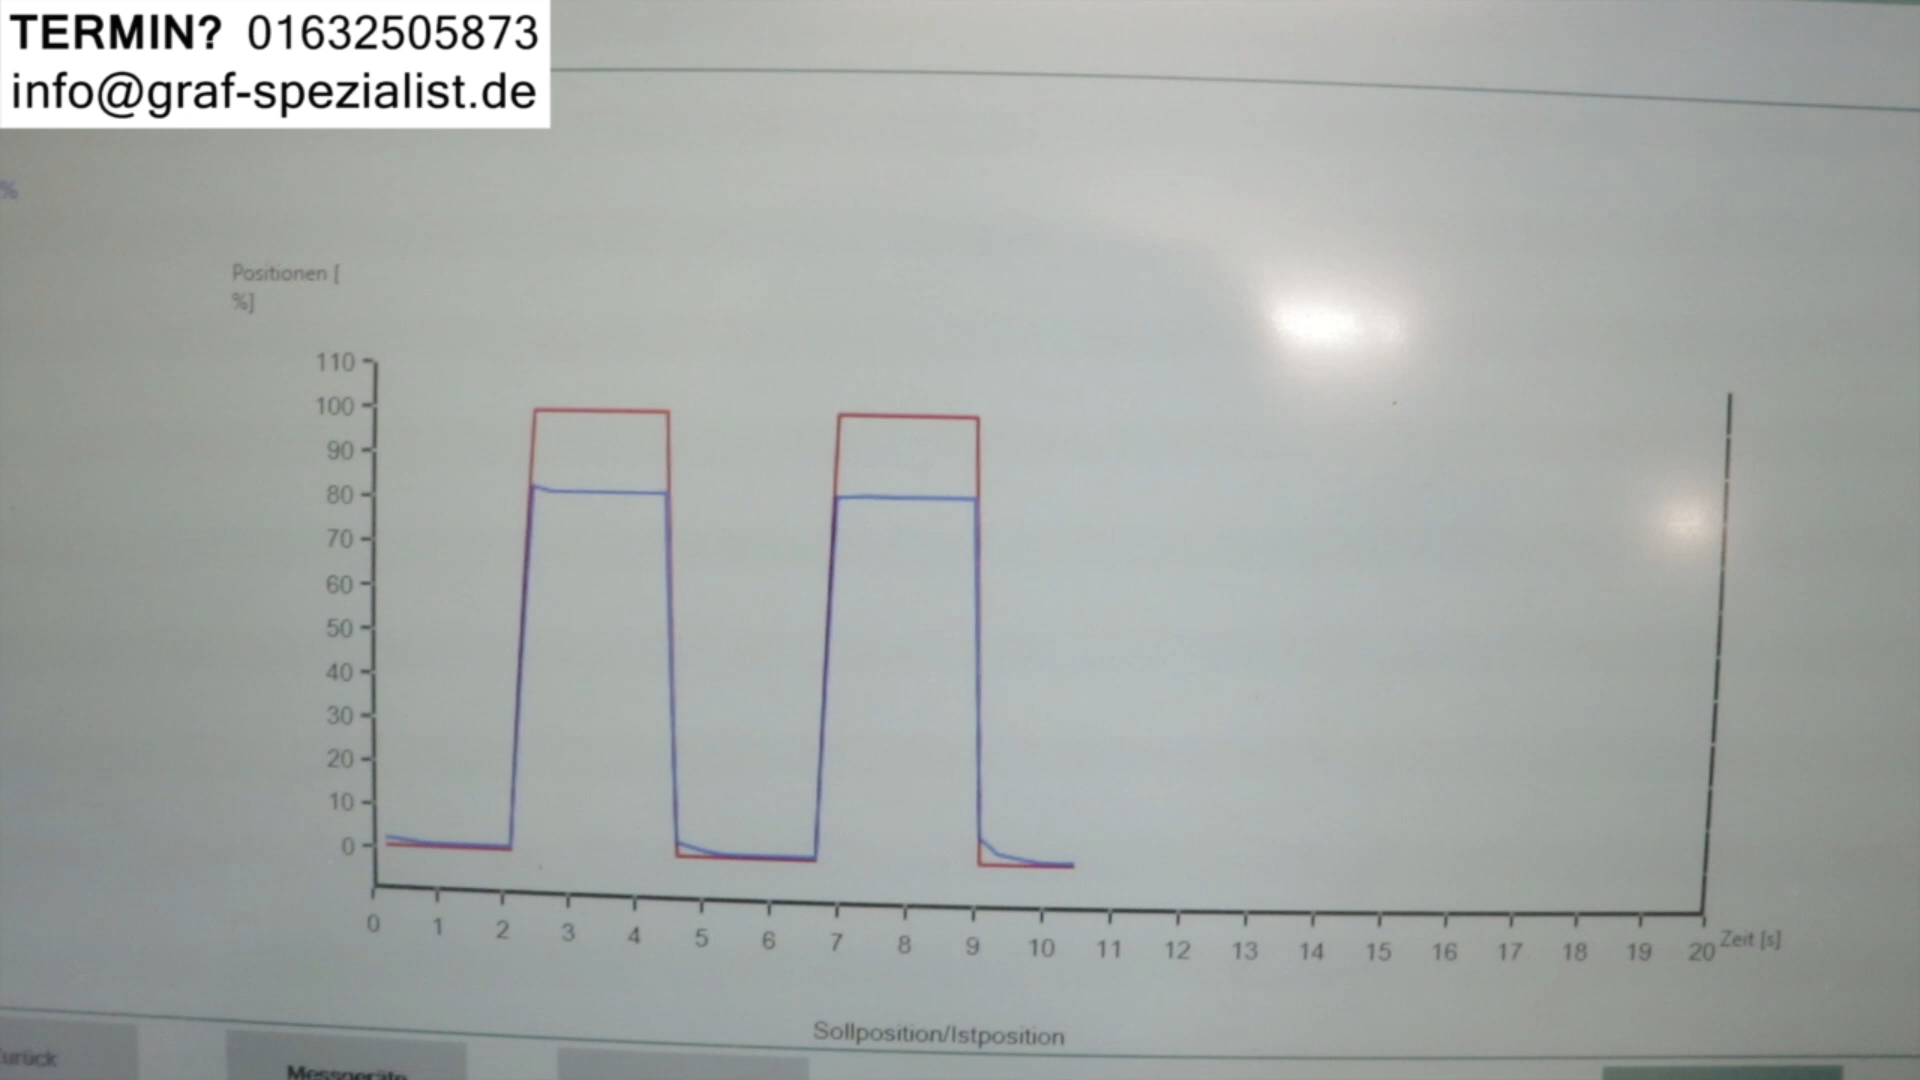 TERMIN? 01632505873
info@graf-spezialist.de
%
Positionen [
%]
110
100
90
80
70
60
50
40
30
20
10
0
0 1 2 3 4 5 6 7 8 9 10 11 12 13 14 15 16 17 18 19 20 Zeit [s]
Sollposition/Istposition
urück
Messgeräte